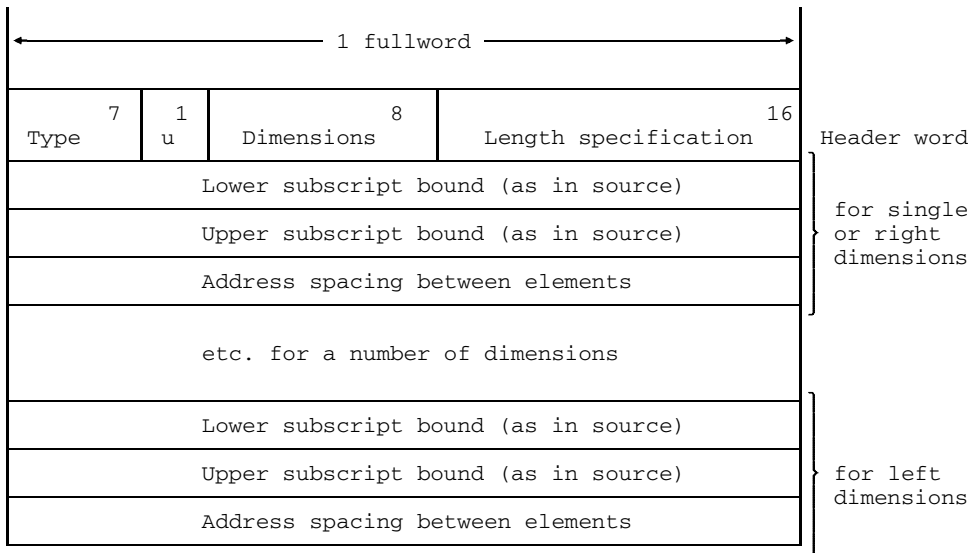 1 fullword
7 1 8 16
Type u Dimensions Length specification Header word
Lower subscript bound (as in source)
Upper subscript bound (as in source)
Address spacing between elements
for single
or right
dimensions
etc. for a number of dimensions
Lower subscript bound (as in source)
Upper subscript bound (as in source)
Address spacing between elements
for left
dimensions